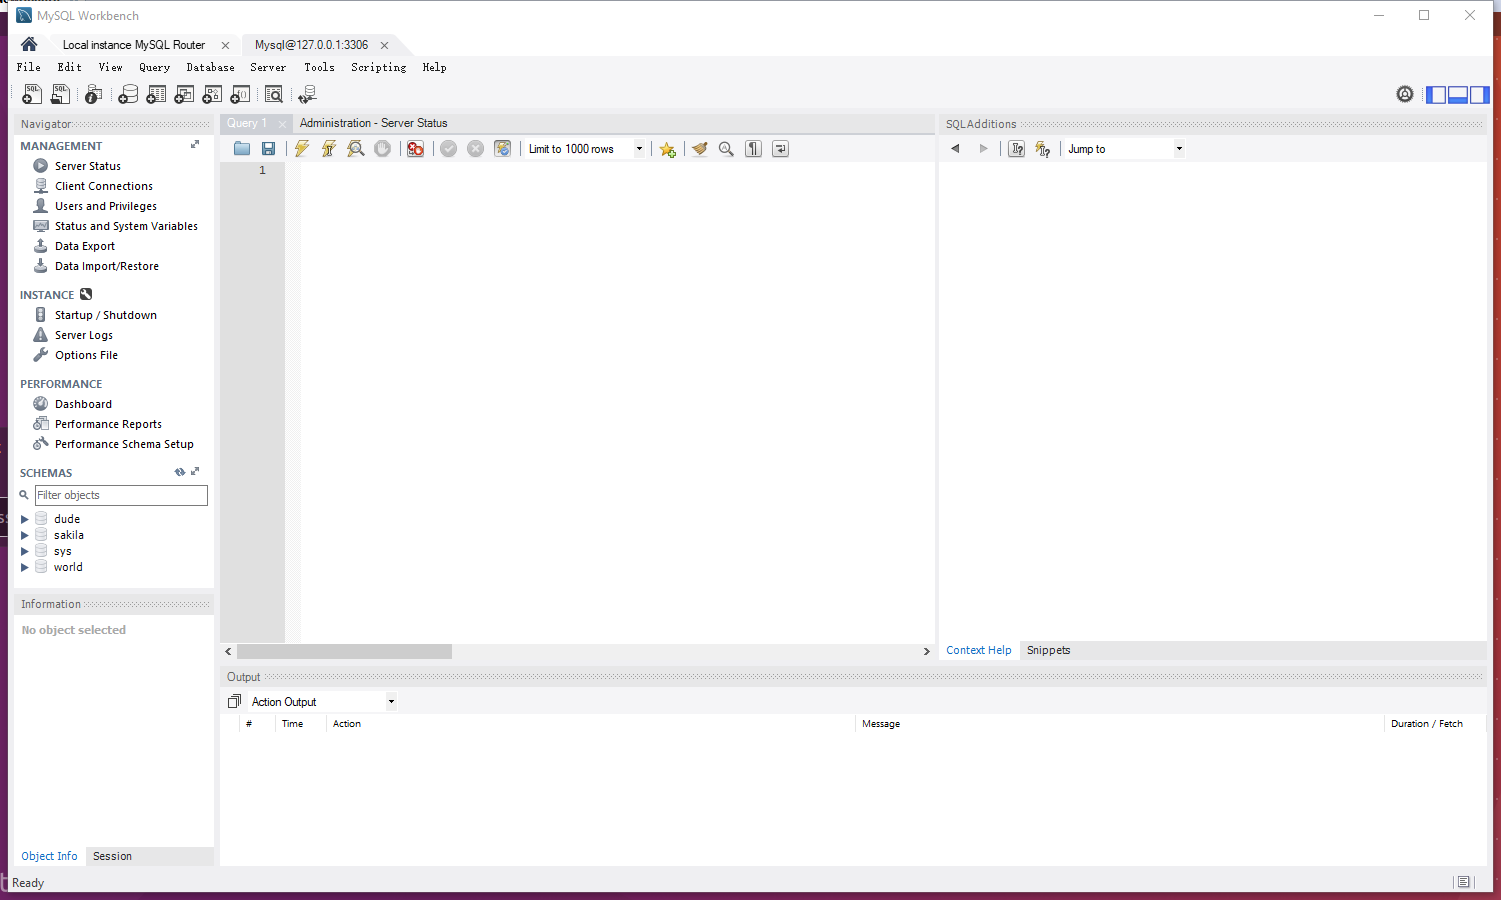 MySQL Workbench
Local instance MySQL Router
Mysql@127.0.0.1:3306
File Edit View Query Database Server Tools Scripting Help
Navigator
MANAGEMENT
Server Status
Client Connections
Users and Privileges
Status and System Variables
Data Export
Data Import/Restore
INSTANCE
Startup / Shutdown
Server Logs
Options File
PERFORMANCE
Dashboard
Performance Reports
Performance Schema Setup
SCHEMAS
Filter objects
dude
sakila
sys
world
Information
No object selected
Object Info Session
Query 1 Administration - Server Status
Limit to 1000 rows
1
SQLAdditions
Jump to
Context Help Snippets
Output
Action Output
# Time Action Message Duration / Fetch
Ready